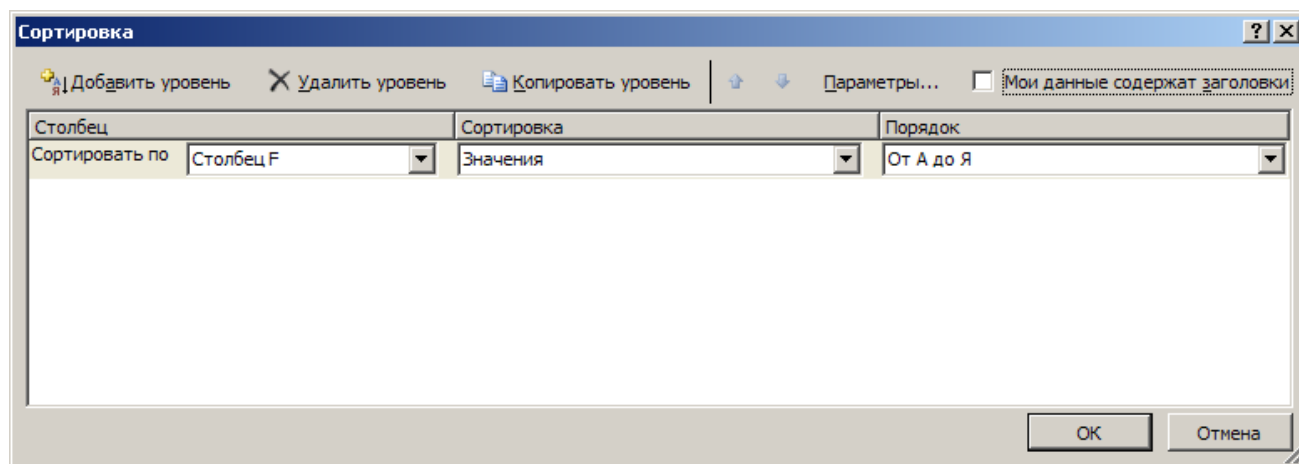 Сортировка
Добавить уровень Удалить уровень Копировать уровень Параметры... Мои данные содержат заголовки
Столбец Сортировка Порядок
Сортировать по Столбец F Значения От А до Я
ОК Отмена